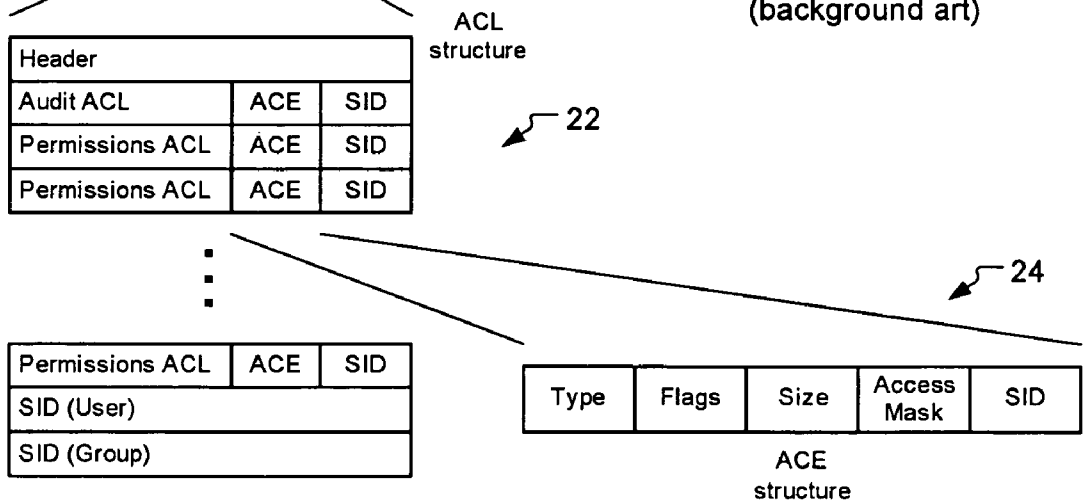 (background art)
ACL
structure
Header
Audit ACL ACE SID
Permissions ACL ACE SID
Permissions ACL ACE SID
22
24
Permissions ACL ACE SID
SID (User)
SID (Group)
Type Flags Size Access Mask SID
ACE
structure